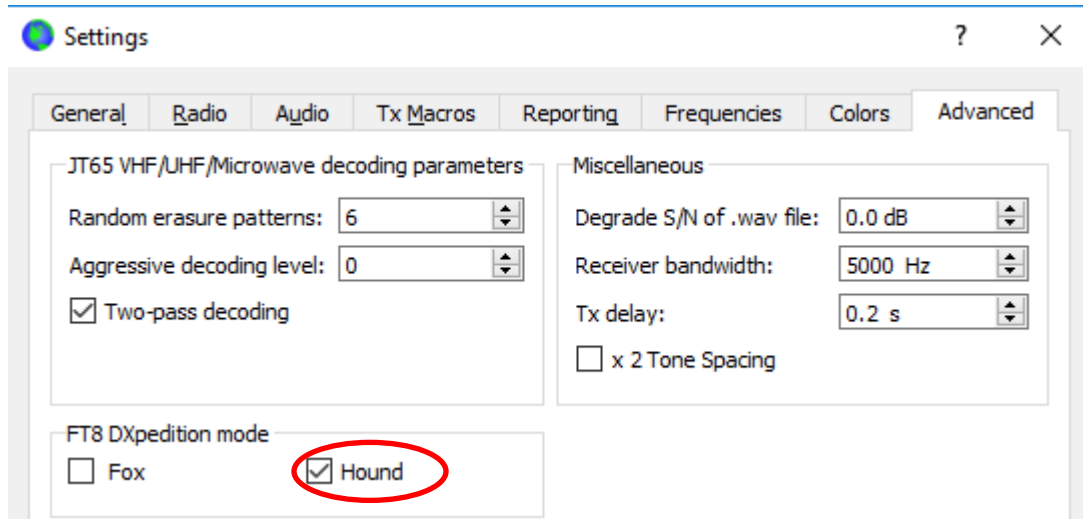 Settings
?
General Radio Audio Tx Macros Reporting Frequencies Colors Advanced
JT65 VHF/UHF/Microwave decoding parameters
Random erasure patterns: 6
Aggressive decoding level: 0
Two-pass decoding
Miscellaneous
Degrade S/N of .wav file: 0.0 dB
Receiver bandwidth: 5000 Hz
Tx delay: 0.2 s
x 2 Tone Spacing
FT8 DXpedition mode
Fox Hound